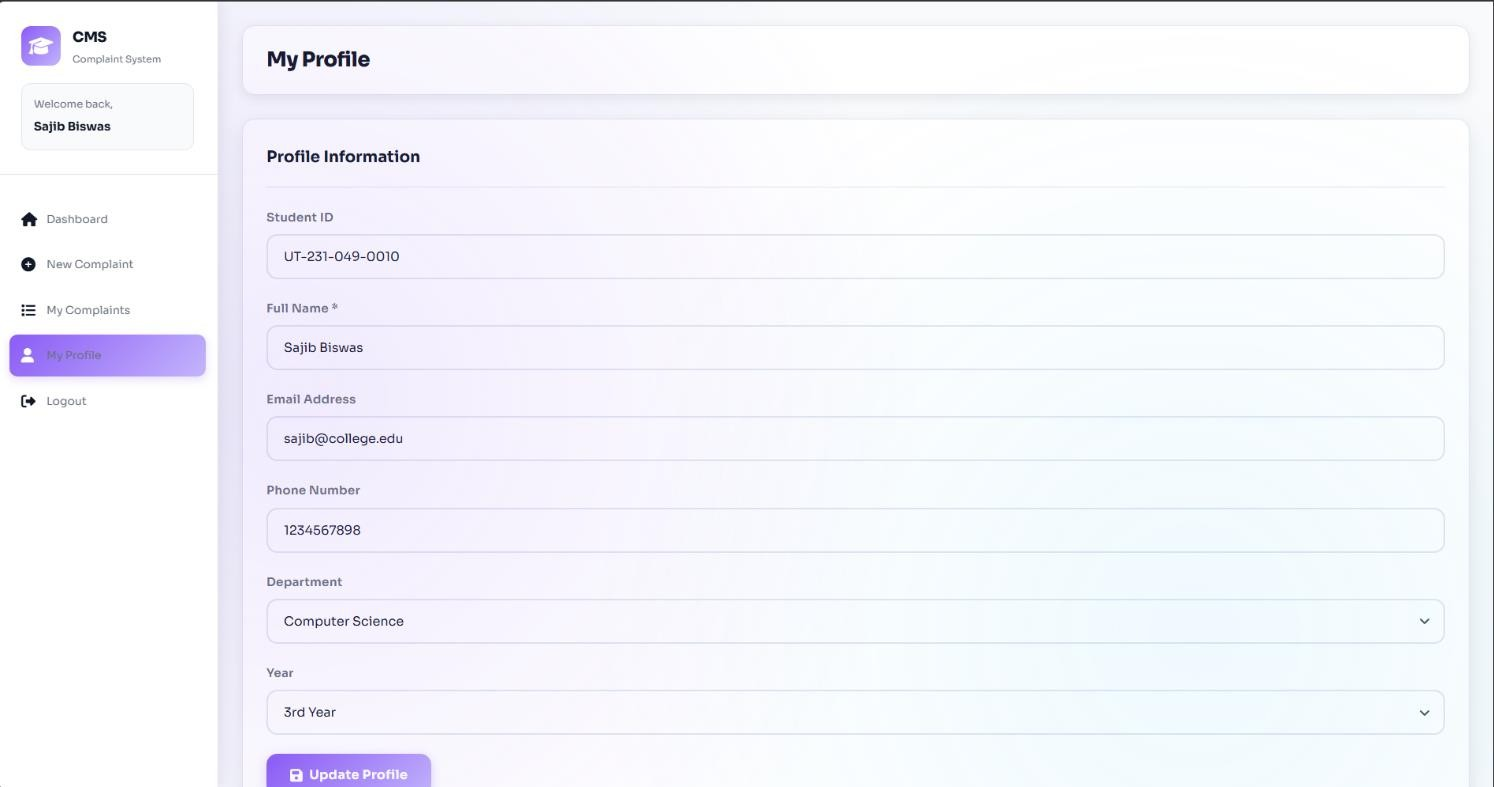 CMS
Complaint System
Welcome back,
Sajib Biswas
Dashboard
New Complaint
My Complaints
My Profile
Logout
My Profile
Profile Information
Student ID
UT-231-049-0010
Full Name *
Sajib Biswas
Email Address
sajib@college.edu
Phone Number
1234567898
Department
Computer Science
Year
3rd Year
Update Profile